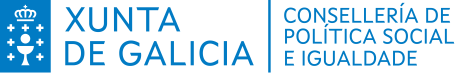 XUNTA
DE GALICIA
CONSELLERÍA DE
POLÍTICA SOCIAL
E IGUALDADE